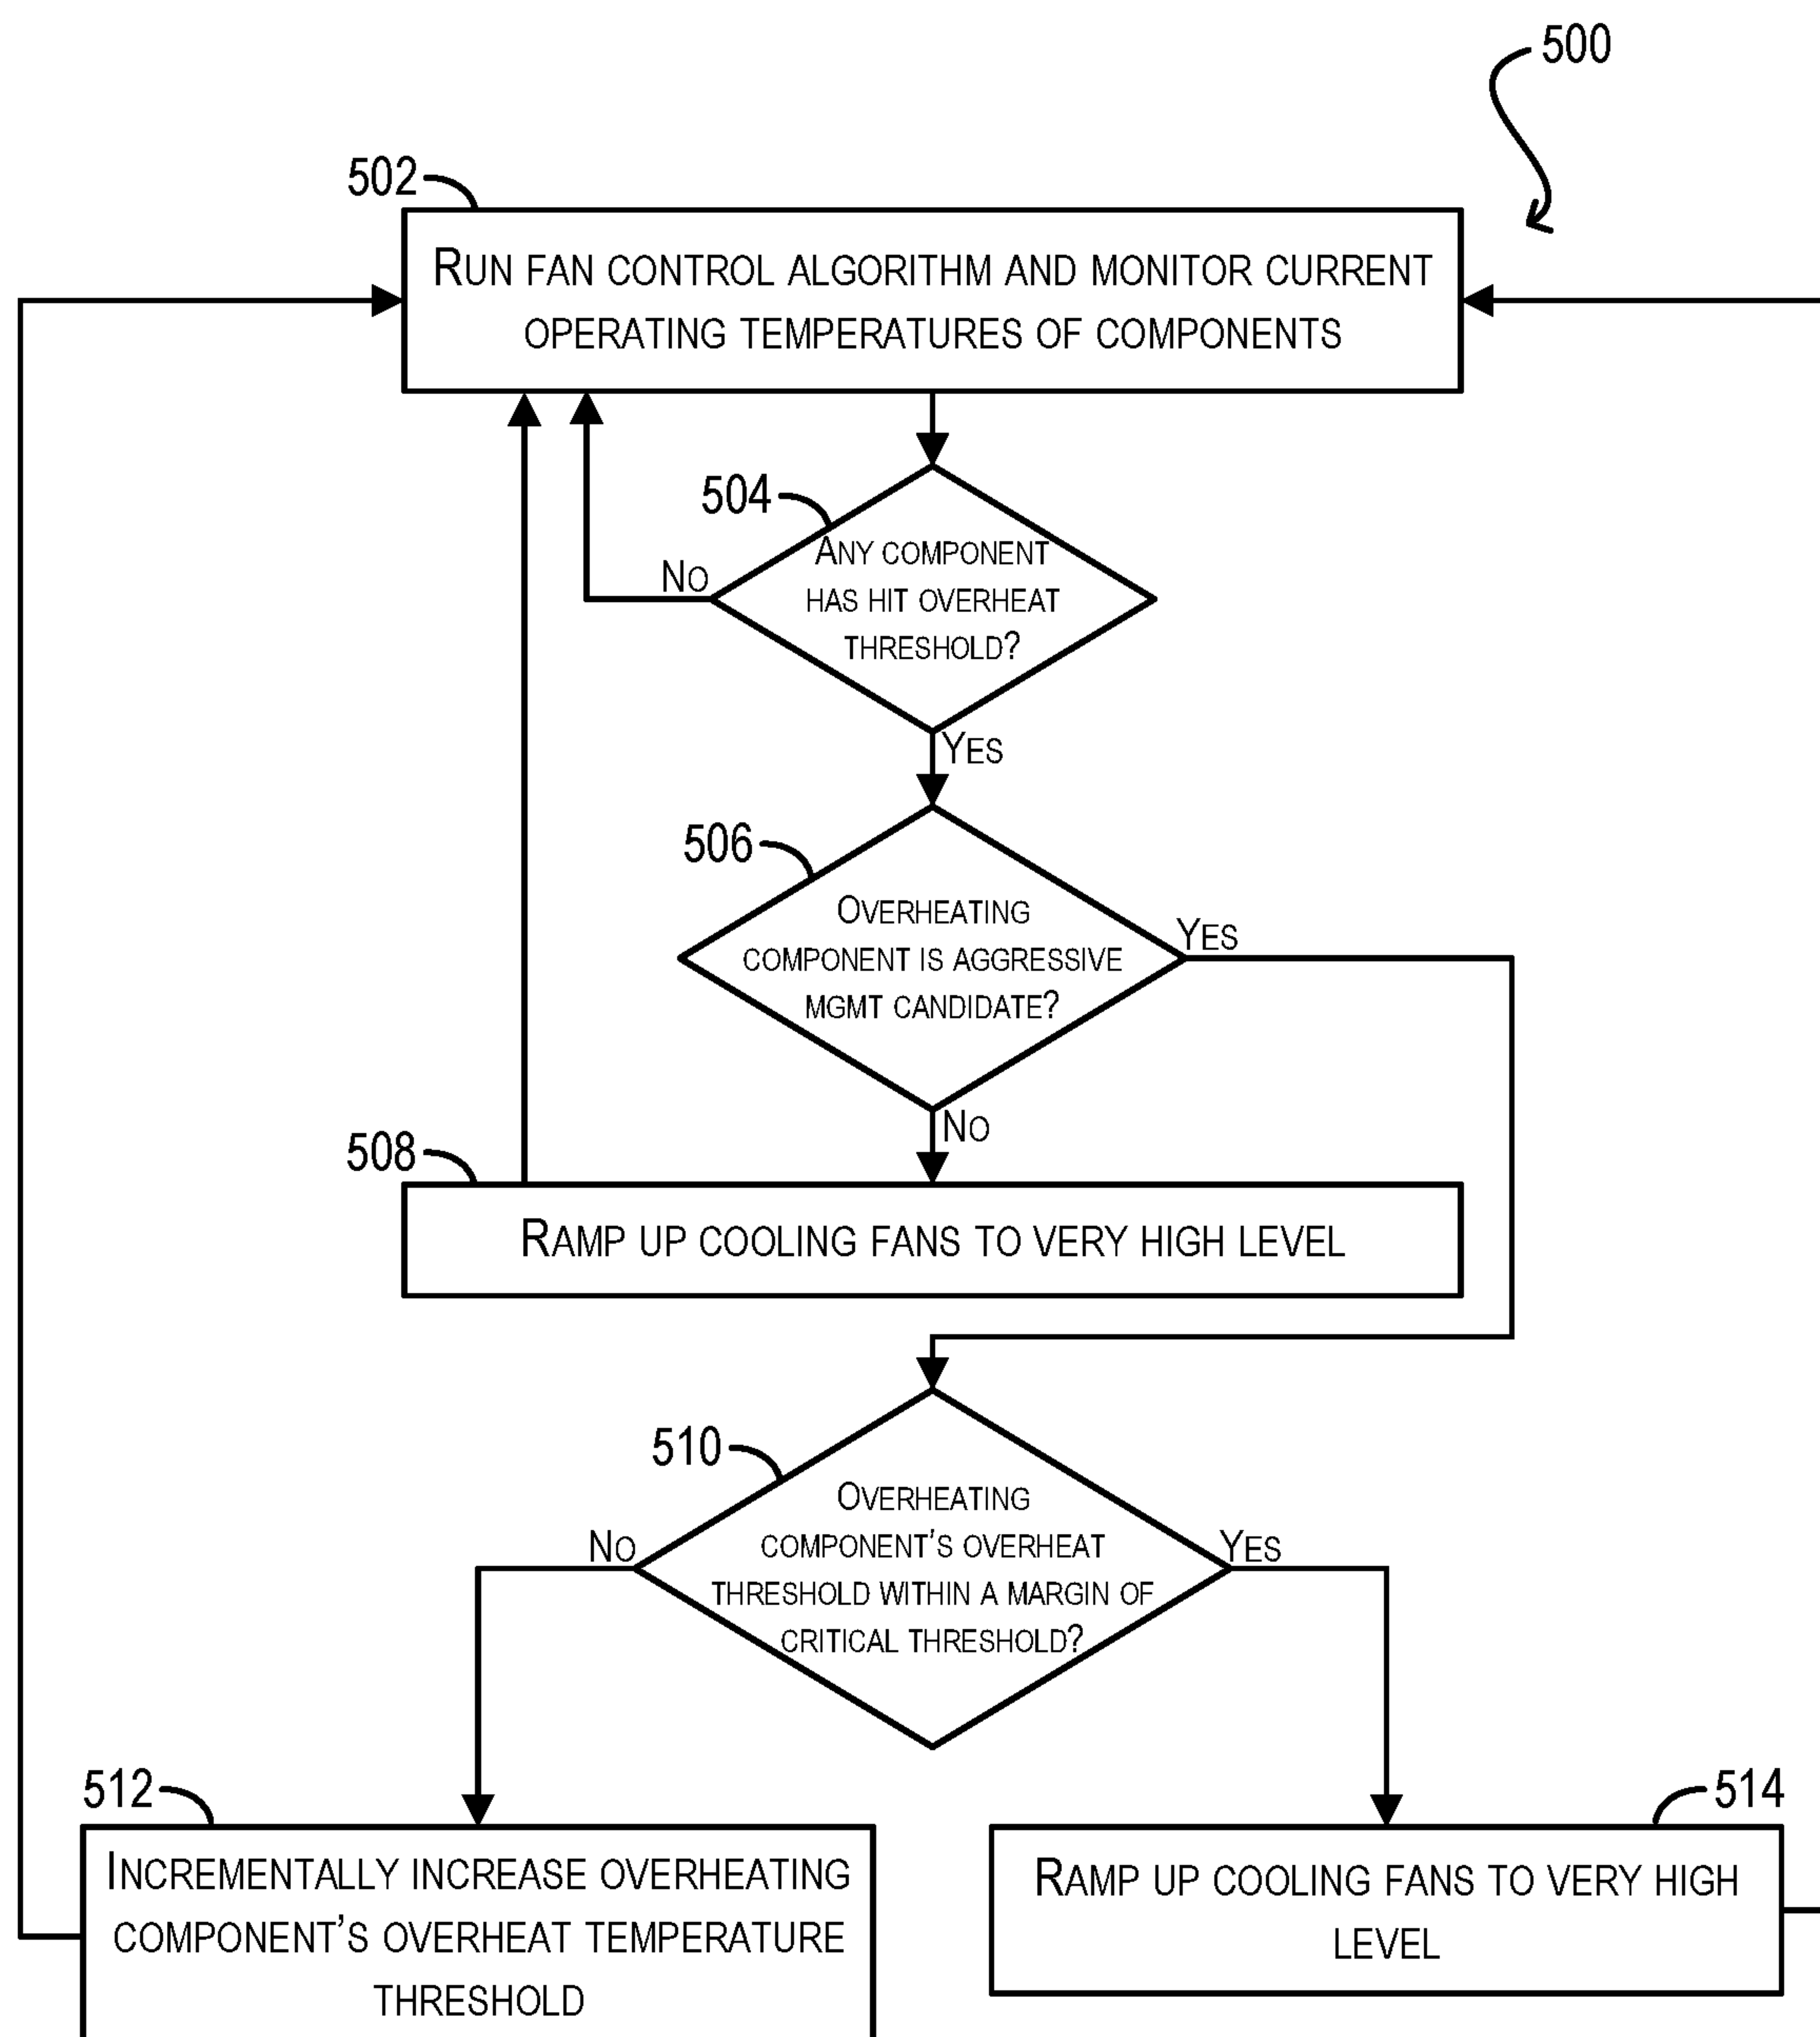 500
502
RUN FAN CONTROL ALGORITHM AND MONITOR CURRENT
OPERATING TEMPERATURES OF COMPONENTS
504
ANY COMPONENT
HAS HIT OVERHEAT
THRESHOLD?
NO
YES
506
OVERHEATING
COMPONENT IS AGGRESSIVE
MGMT CANDIDATE?
YES
NO
508
RAMP UP COOLING FANS TO VERY HIGH LEVEL
510
OVERHEATING
COMPONENT'S OVERHEAT
THRESHOLD WITHIN A MARGIN OF
CRITICAL THRESHOLD?
NO
YES
512
INCREMENTALLY INCREASE OVERHEATING
COMPONENT'S OVERHEAT TEMPERATURE
THRESHOLD
514
RAMP UP COOLING FANS TO VERY HIGH
LEVEL